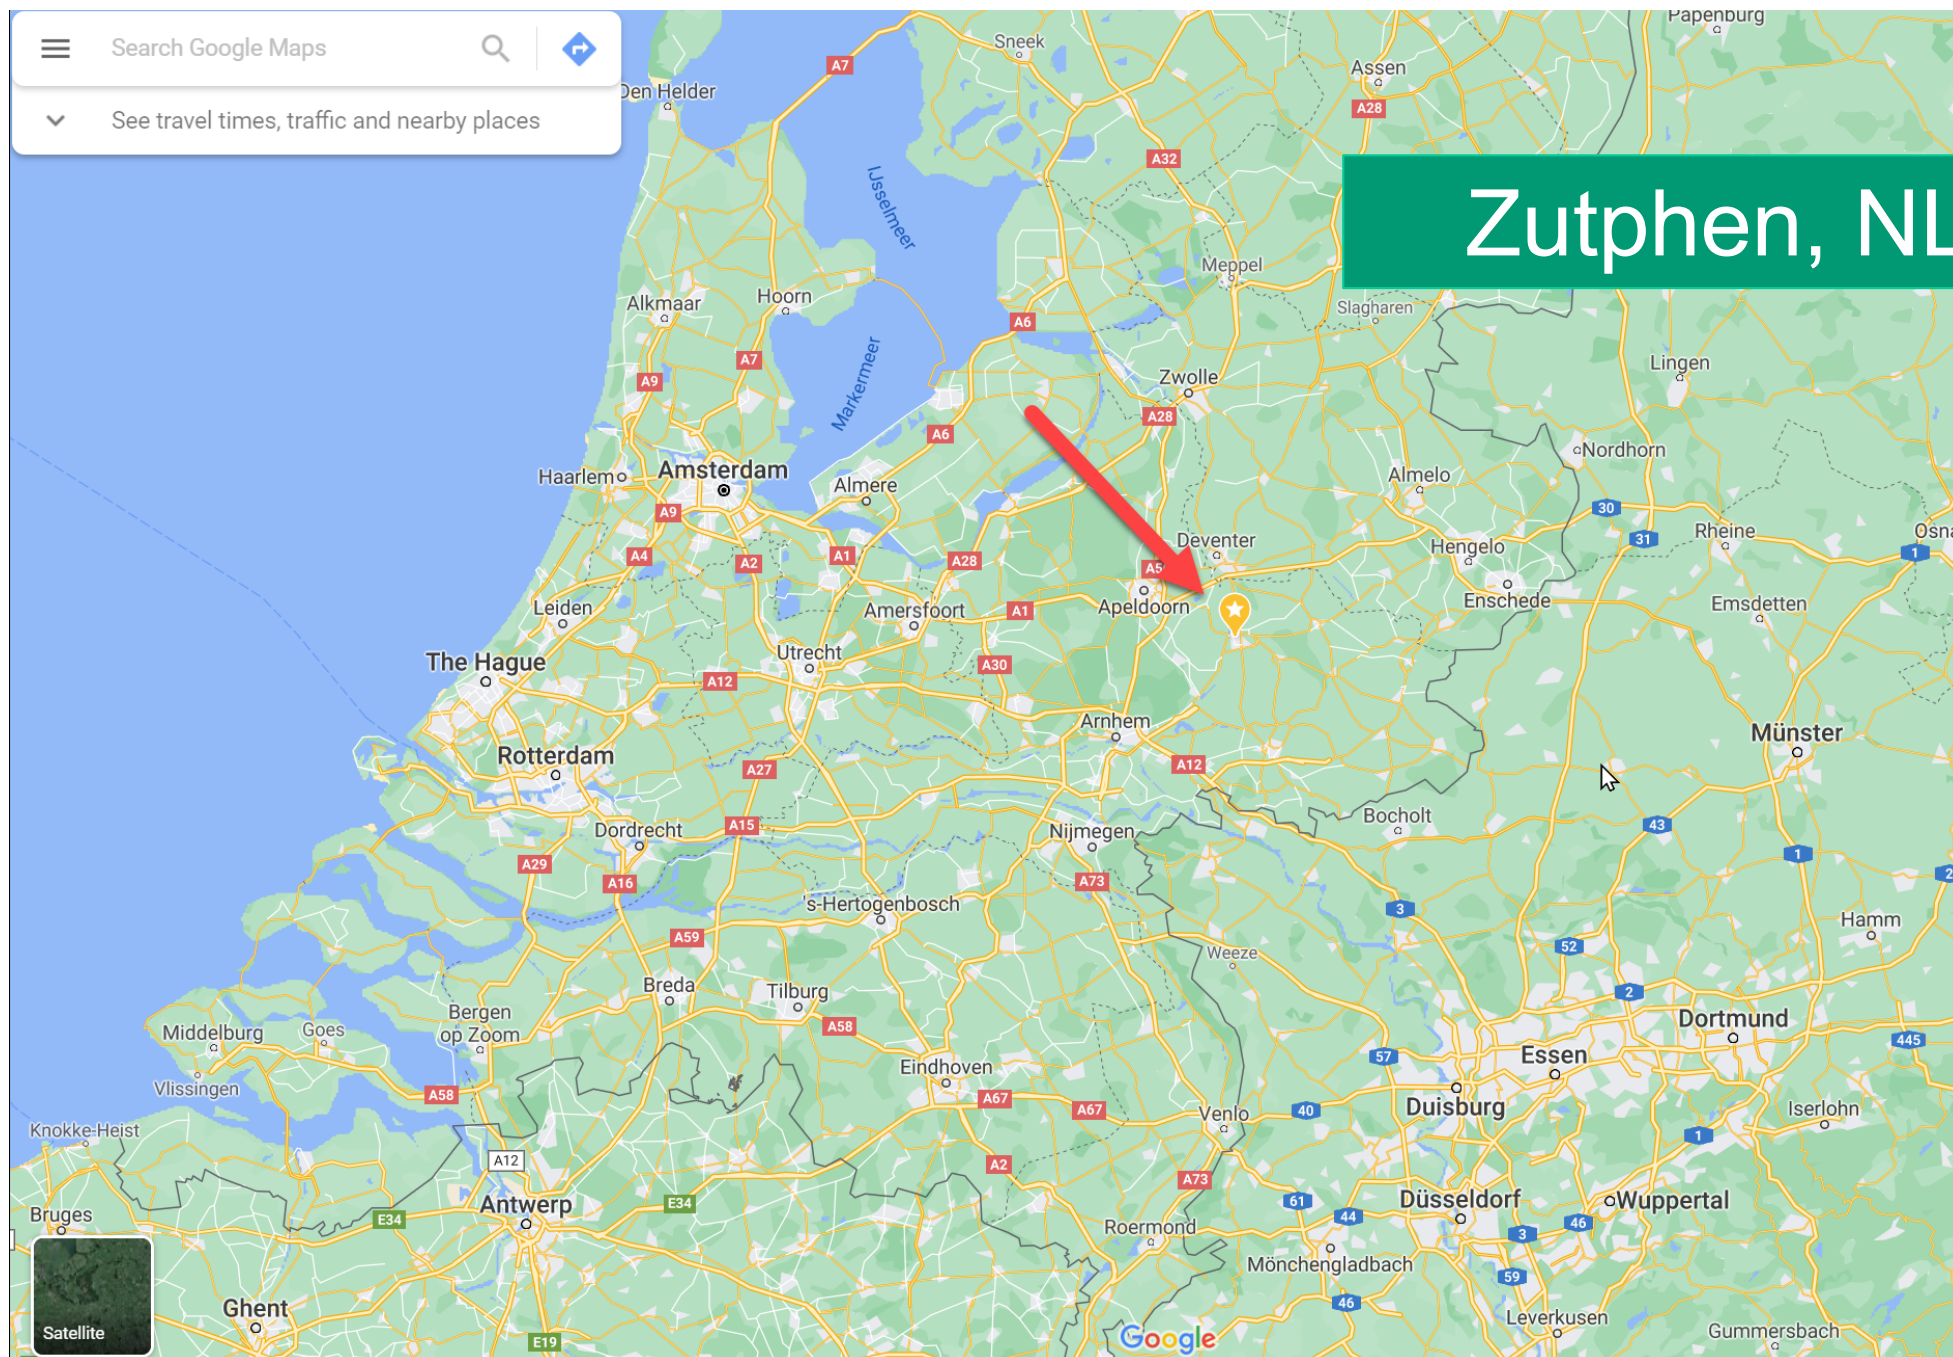 Search Google Maps
See travel times, traffic and nearby places
Zutphen, NL
Papenburg
Sneek
A7
Assen
Den Helder
A28
A32
IJsselmeer
Meppel
Alkmaar
Hoorn
Slagharen
A6
Markermeer
A7
Lingen
A9
Zwolle
A28
A6
Nordhorn
Haarlem
Amsterdam
Almere
Almelo
A9
30
Rheine
31
Deventer
Hengelo
1
A4
A2
A1
A28
Leiden
Amersfoort
A1
Apeldoorn
Enschede
Emsdetten
The Hague
Utrecht
A30
A12
Arnhem
Münster
Rotterdam
A27
A12
Dordrecht
A15
Nijmegen
Bocholt
43
A29
A16
A73
1
's-Hertogenbosch
3
Hamm
A59
52
Weeze
Breda
Tilburg
2
Bergen
op Zoom
Middelburg
Goes
A58
Dortmund
Vlissingen
A58
Eindhoven
57
Essen
445
A67
A67
Venlo
40
Duisburg
Iserlohn
Knokke-Heist
1
A12
A2
A73
Antwerp
E34
61
Düsseldorf
Wuppertal
Bruges
E34
Roermond
44
3
46
Mönchengladbach
59
Ghent
46
Leverkusen
Satellite
E19
Google
Gummersbach